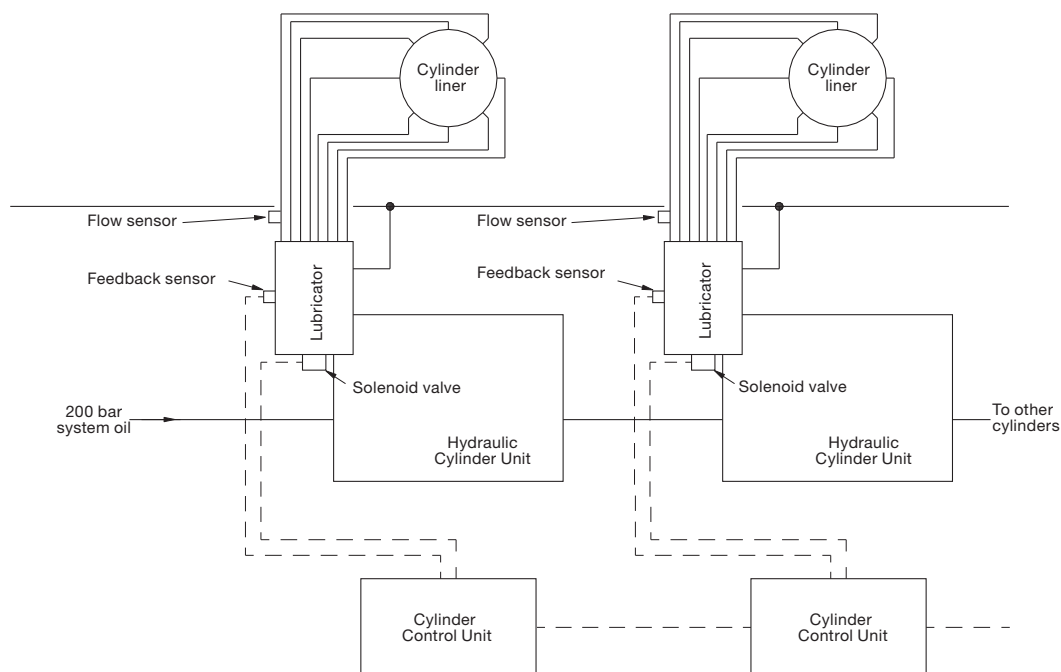 Cylinder
liner
Cylinder
liner
Flow sensor
Flow sensor
Feedback sensor
Feedback sensor
Lubricator
Lubricator
Solenoid valve
Solenoid valve
200 bar
system oil
To other
cylinders
Hydraulic
Cylinder Unit
Hydraulic
Cylinder Unit
Cylinder
Control Unit
Cylinder
Control Unit